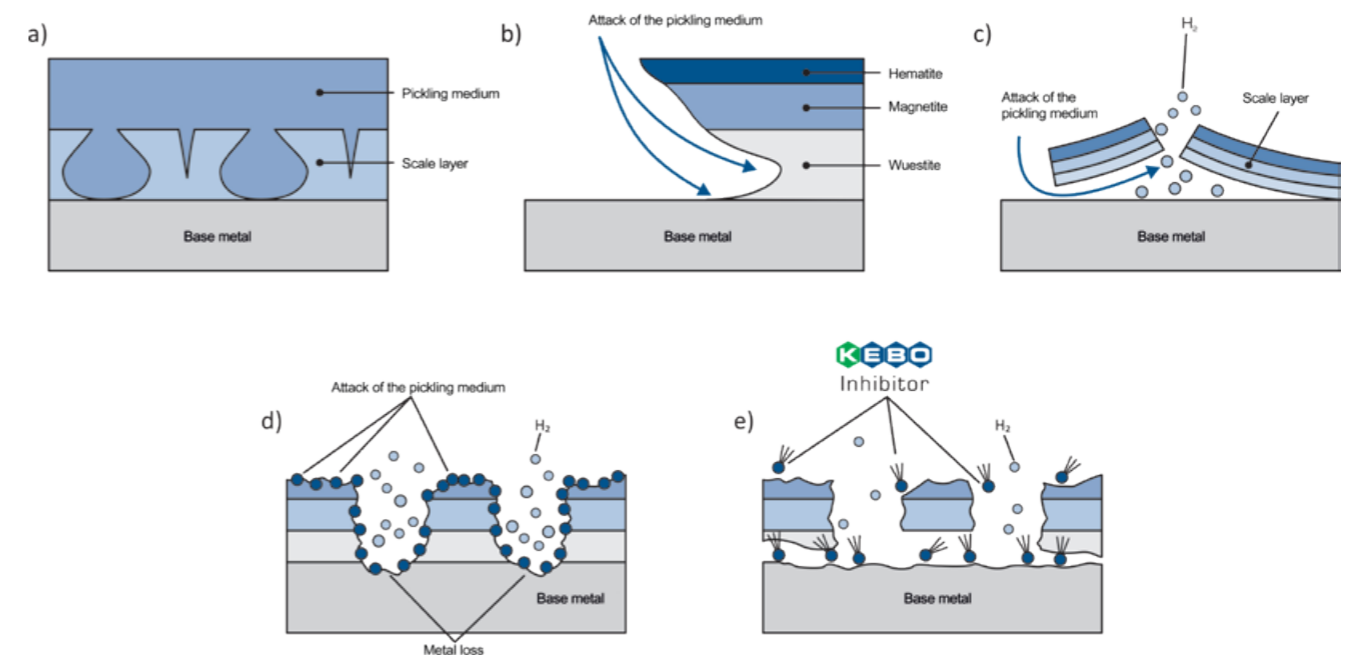 a)
Pickling medium
Scale layer
Base metal
b)
Attack of the pickling medium
Hematite
Magnetite
Wuestite
Base metal
c)
H₂
Attack of the
pickling medium
Scale layer
Base metal
d)
Attack of the pickling medium
H₂
Base metal
Metal loss
e)
KEBO
Inhibitor
H₂
Base metal